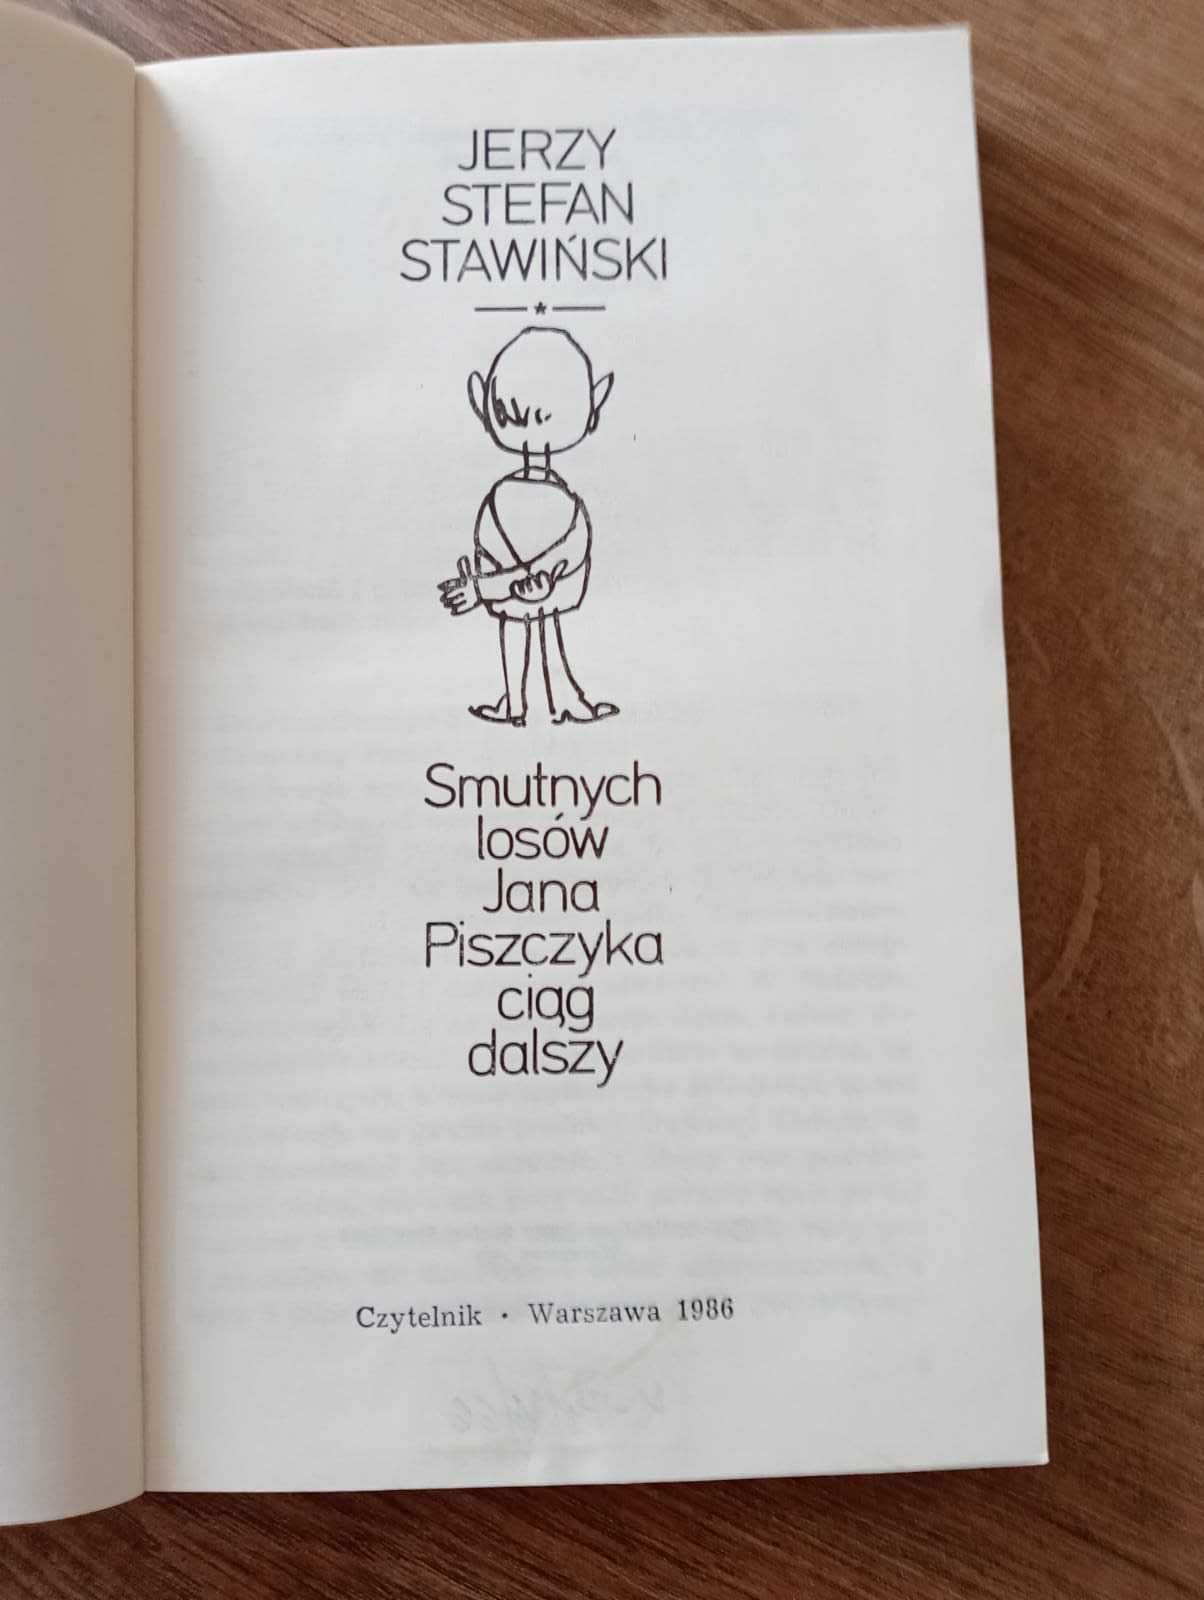 JERZY
STEFAN
STAWIŃSKI
Smutnych
losów
Jana
Piszczyka
ciąg
dalszy
Czytelnik • Warszawa 1986